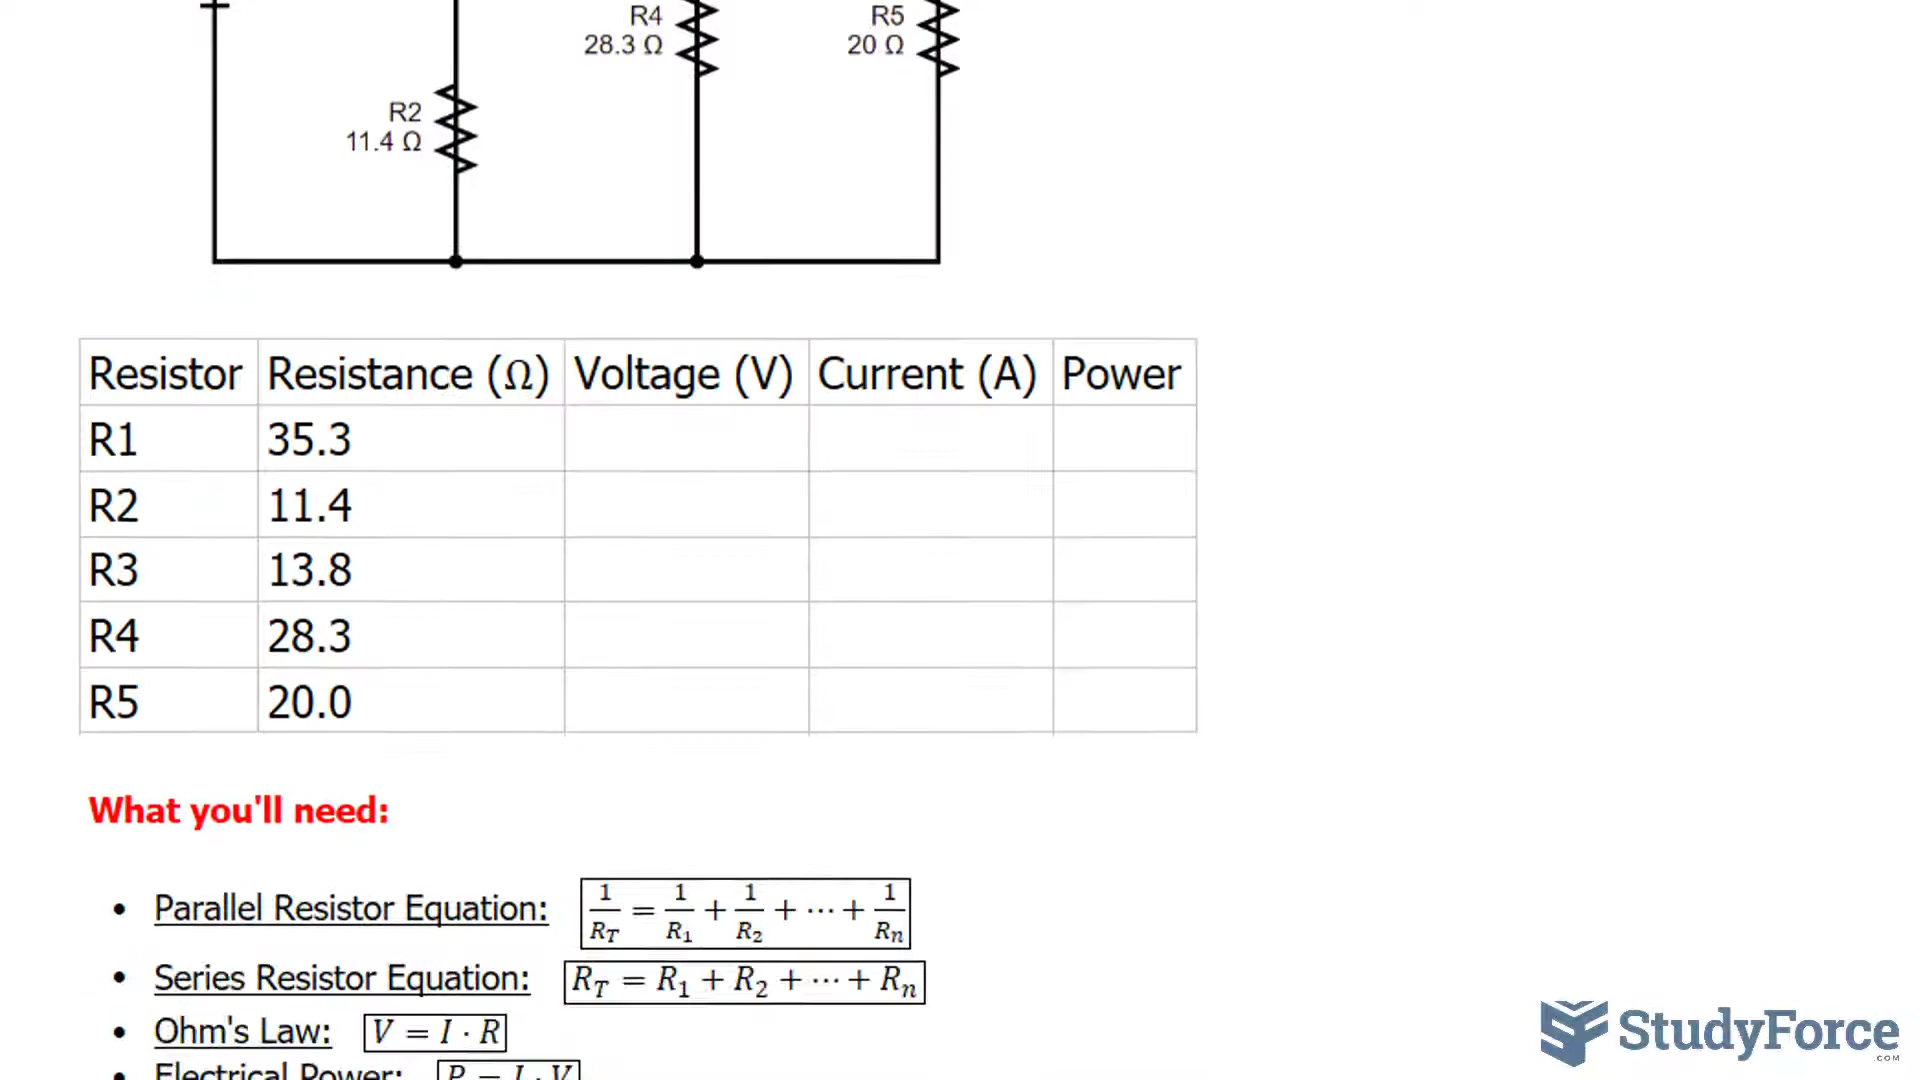 R4
28.3 Ω
R5
20 Ω
R2
11.4 Ω
Resistor Resistance (Ω) Voltage (V) Current (A) Power
R1 35.3
R2 11.4
R3 13.8
R4 28.3
R5 20.0
What you'll need:
• Parallel Resistor Equation: 1/R_T = 1/R_1 + 1/R_2 + ⋯ + 1/R_n
• Series Resistor Equation: R_T = R_1 + R_2 + ⋯ + R_n
• Ohm's Law: V = I · R
• Electrical Power: P = I · V
StudyForce
.COM